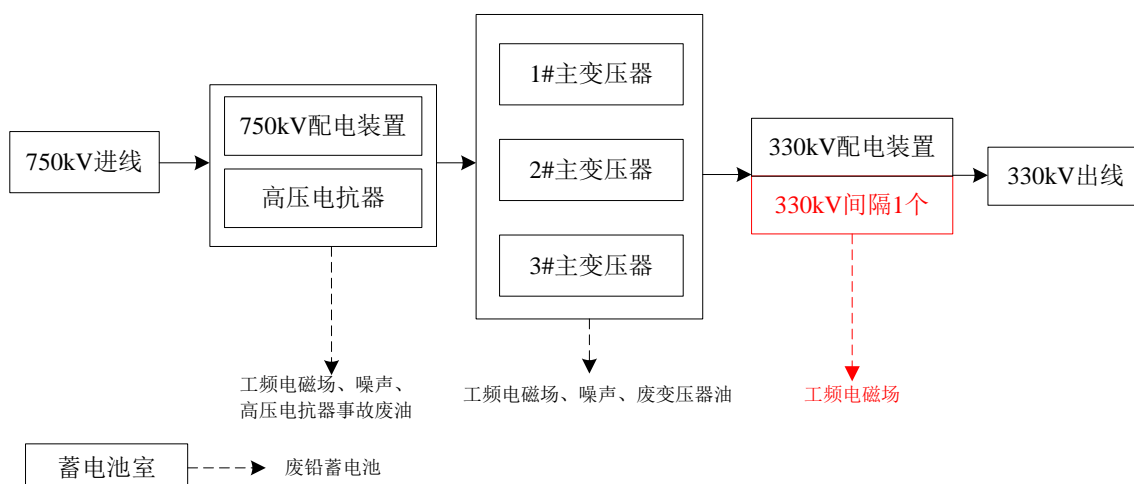 1#主变压器
750kV配电装置
750kV进线
2#主变压器
330kV配电装置
330kV出线
高压电抗器
330kV间隔1个
3#主变压器
工频电磁场、噪声、
高压电抗器事故废油
工频电磁场、噪声、废变压器油
工频电磁场
蓄电池室
废铅蓄电池